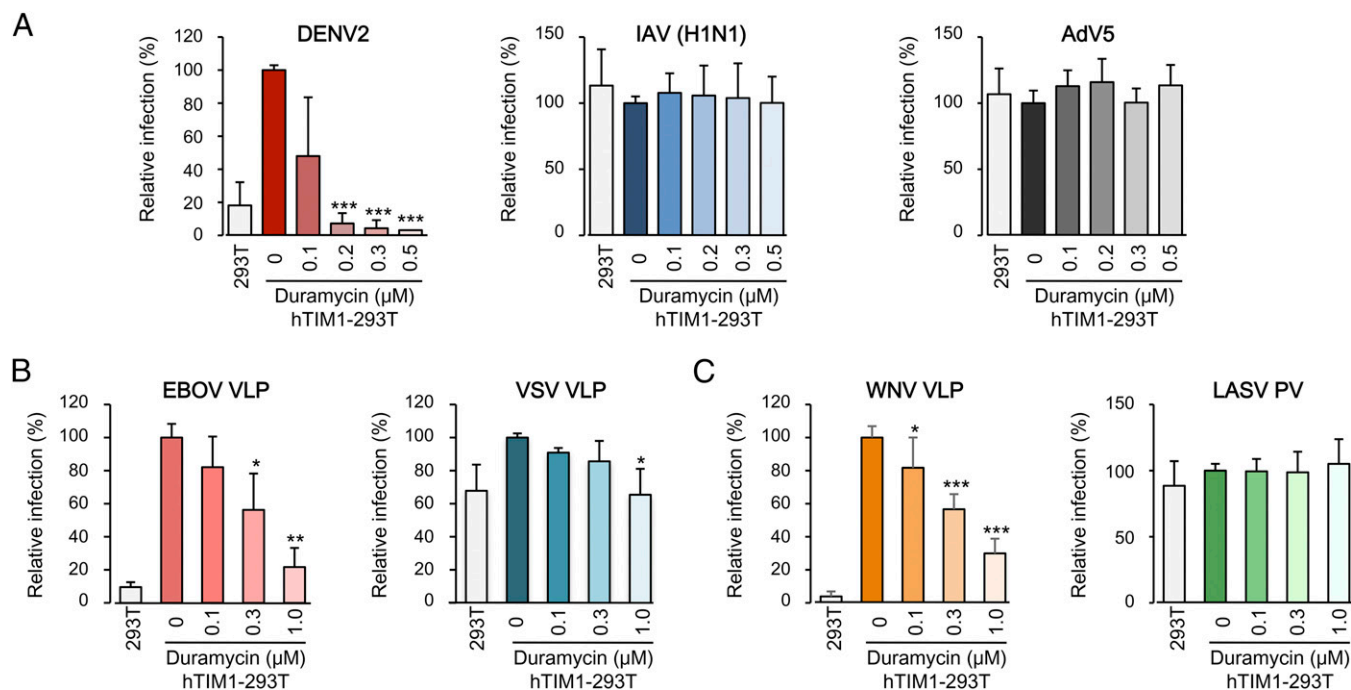 A
DENV2
Relative infection (%)
120
100
80
60
40
20
0
***
***
***
293T
0
0.1
0.2
0.3
0.5
Duramycin (µM)
hTIM1-293T
IAV (H1N1)
Relative infection (%)
150
100
50
0
293T
0
0.1
0.2
0.3
0.5
Duramycin (µM)
hTIM1-293T
AdV5
Relative infection (%)
150
100
50
0
293T
0
0.1
0.2
0.3
0.5
Duramycin (µM)
hTIM1-293T
B
EBOV VLP
Relative infection (%)
120
100
80
60
40
20
0
*
**
293T
0
0.1
0.3
1.0
Duramycin (µM)
hTIM1-293T
VSV VLP
Relative infection (%)
120
100
80
60
40
20
0
*
293T
0
0.1
0.3
1.0
Duramycin (µM)
hTIM1-293T
C
WNV VLP
Relative infection (%)
120
100
80
60
40
20
0
*
***
***
293T
0
0.1
0.3
1.0
Duramycin (µM)
hTIM1-293T
LASV PV
Relative infection (%)
150
100
50
0
293T
0
0.1
0.3
1.0
Duramycin (µM)
hTIM1-293T